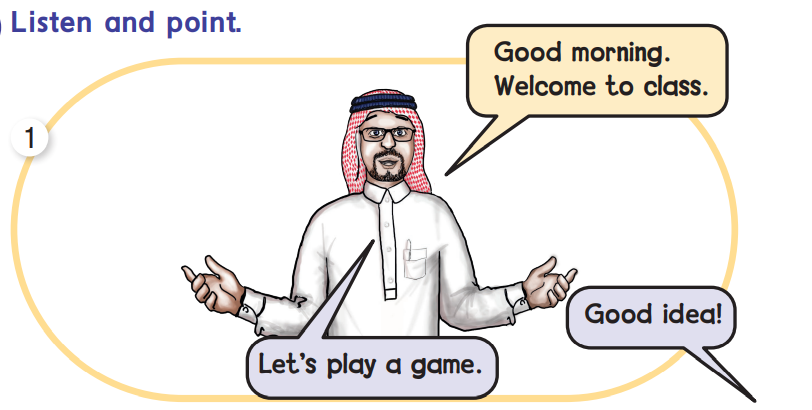 Listen and point.
1
Good morning.
Welcome to class.
Let's play a game.
Good idea!